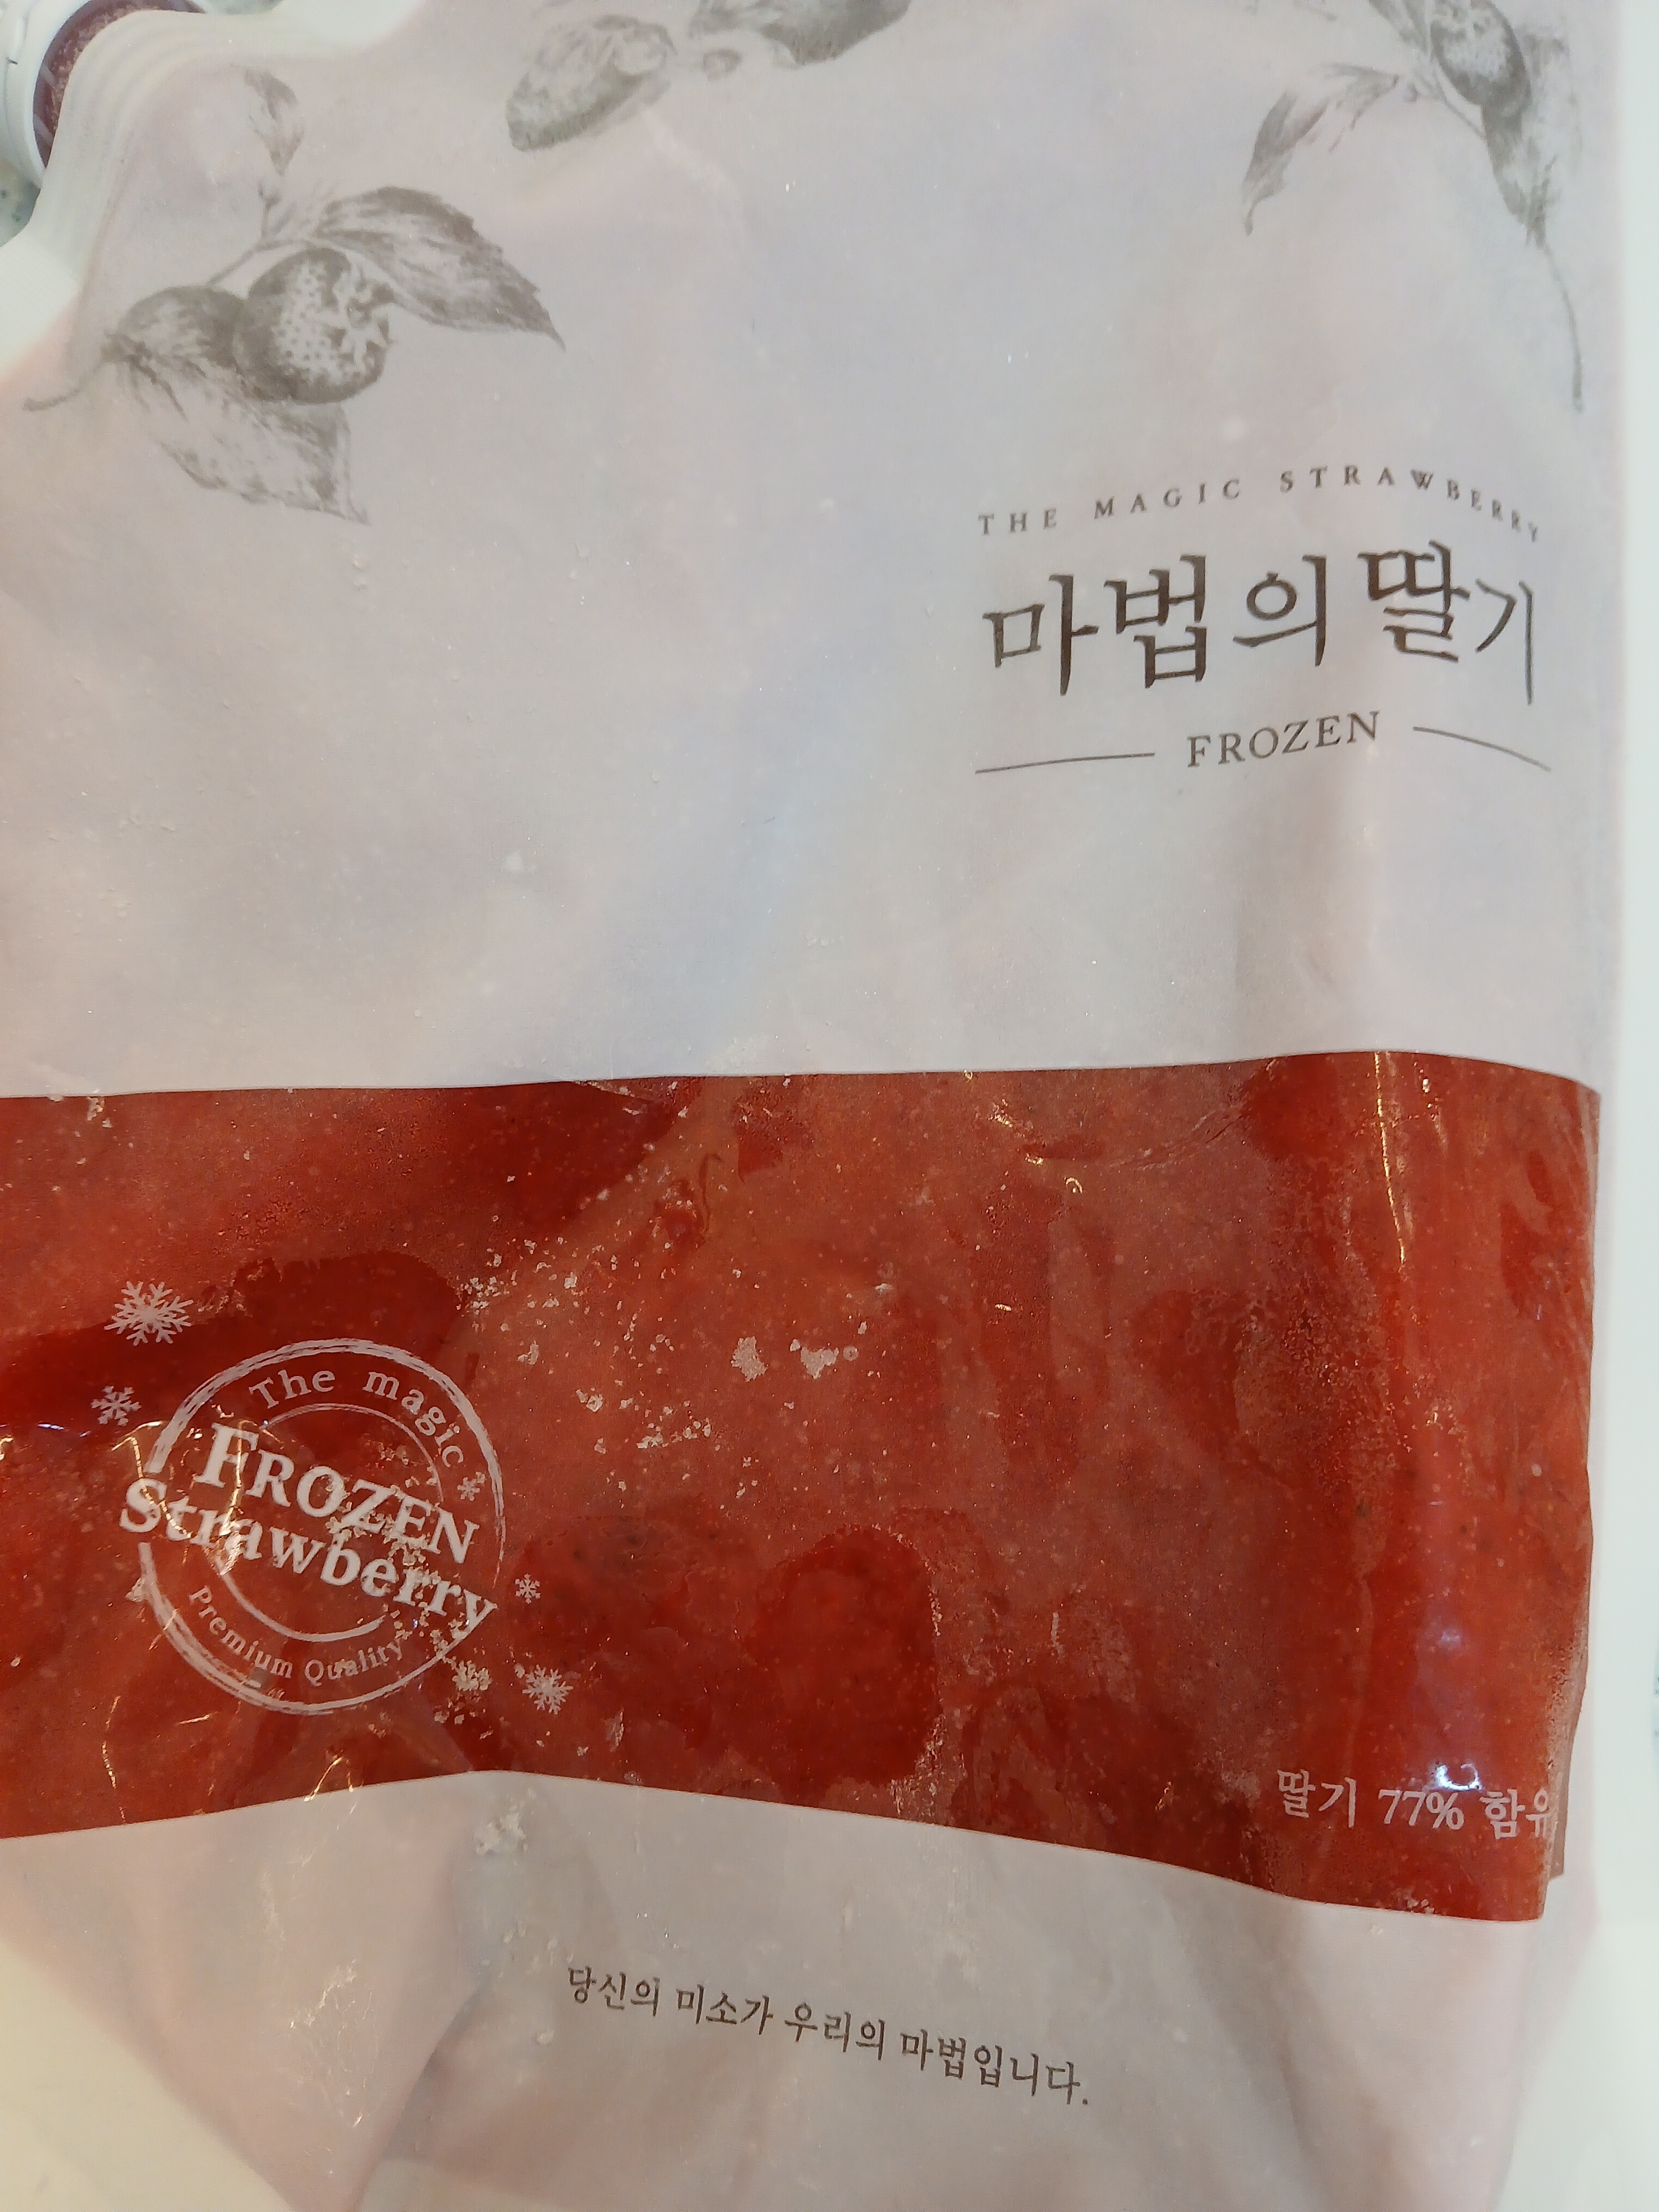 THE MAGIC STRAWBERRY
마법의 딸기
FROZEN
The magic
FROZEN
Strawberry
Premium Quality
딸기 77% 함유
당신의 미소가 우리의 마법입니다.